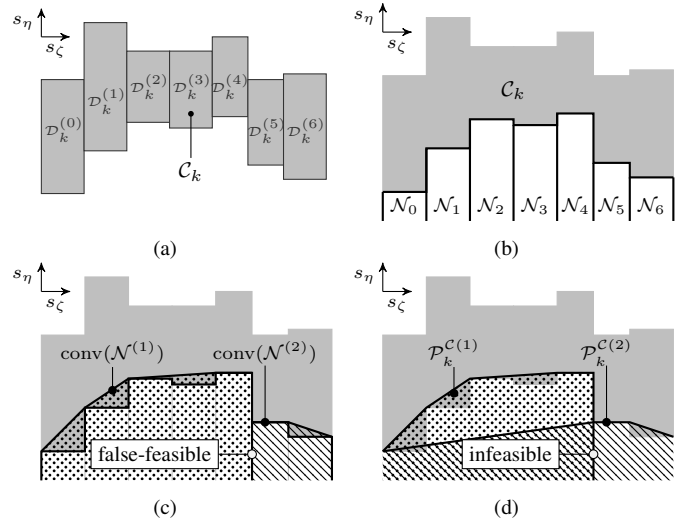 s_η
s_ζ
𝒟_k^(0) 𝒟_k^(1) 𝒟_k^(2) 𝒟_k^(3) 𝒟_k^(4) 𝒟_k^(5) 𝒟_k^(6)
𝒞_k
(a)
s_η
s_ζ
𝒞_k
𝒩_0 𝒩_1 𝒩_2 𝒩_3 𝒩_4 𝒩_5 𝒩_6
(b)
s_η
s_ζ
conv(𝒩^(1)) conv(𝒩^(2))
false-feasible
(c)
s_η
s_ζ
𝒫_k^𝒞(1) 𝒫_k^𝒞(2)
infeasible
(d)